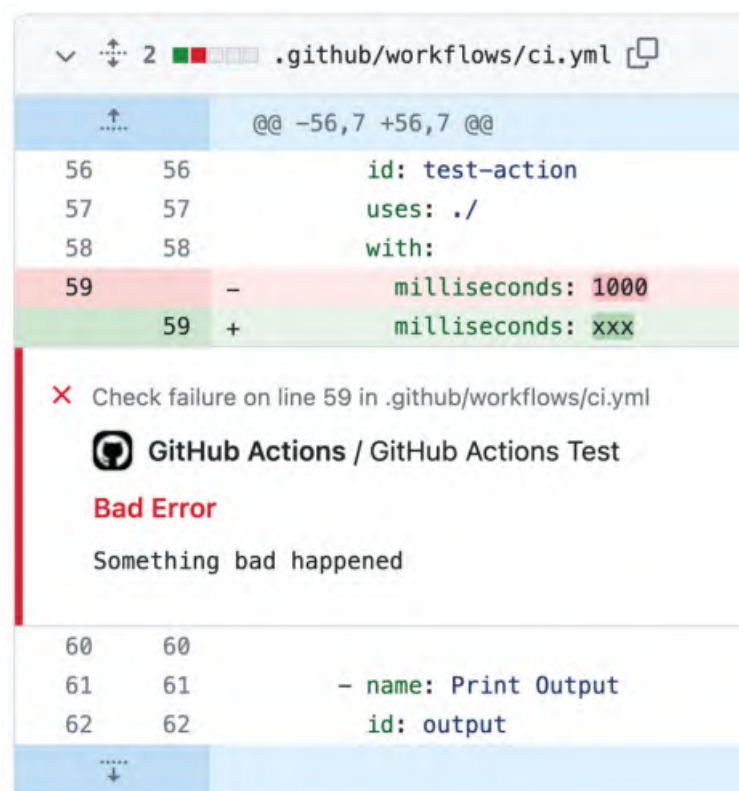 2 .github/workflows/ci.yml
@@ -56,7 +56,7 @@
56 56 id: test-action
57 57 uses: ./
58 58 with:
59 - milliseconds: 1000
59 + milliseconds: xxx
Check failure on line 59 in .github/workflows/ci.yml
GitHub Actions / GitHub Actions Test
Bad Error
Something bad happened
60 60
61 61 - name: Print Output
62 62 id: output